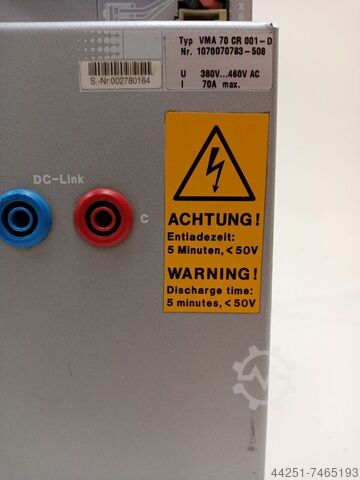 Typ VMA 70 CR 001-D
Nr. 1070070783-508
U 380V...460V AC
I 70A max.
S.-Nr.002780164
DC-Link
C
ACHTUNG!
Entladezeit:
5 Minuten, < 50V
WARNING!
Discharge time:
5 minutes, < 50V
44251-7465193